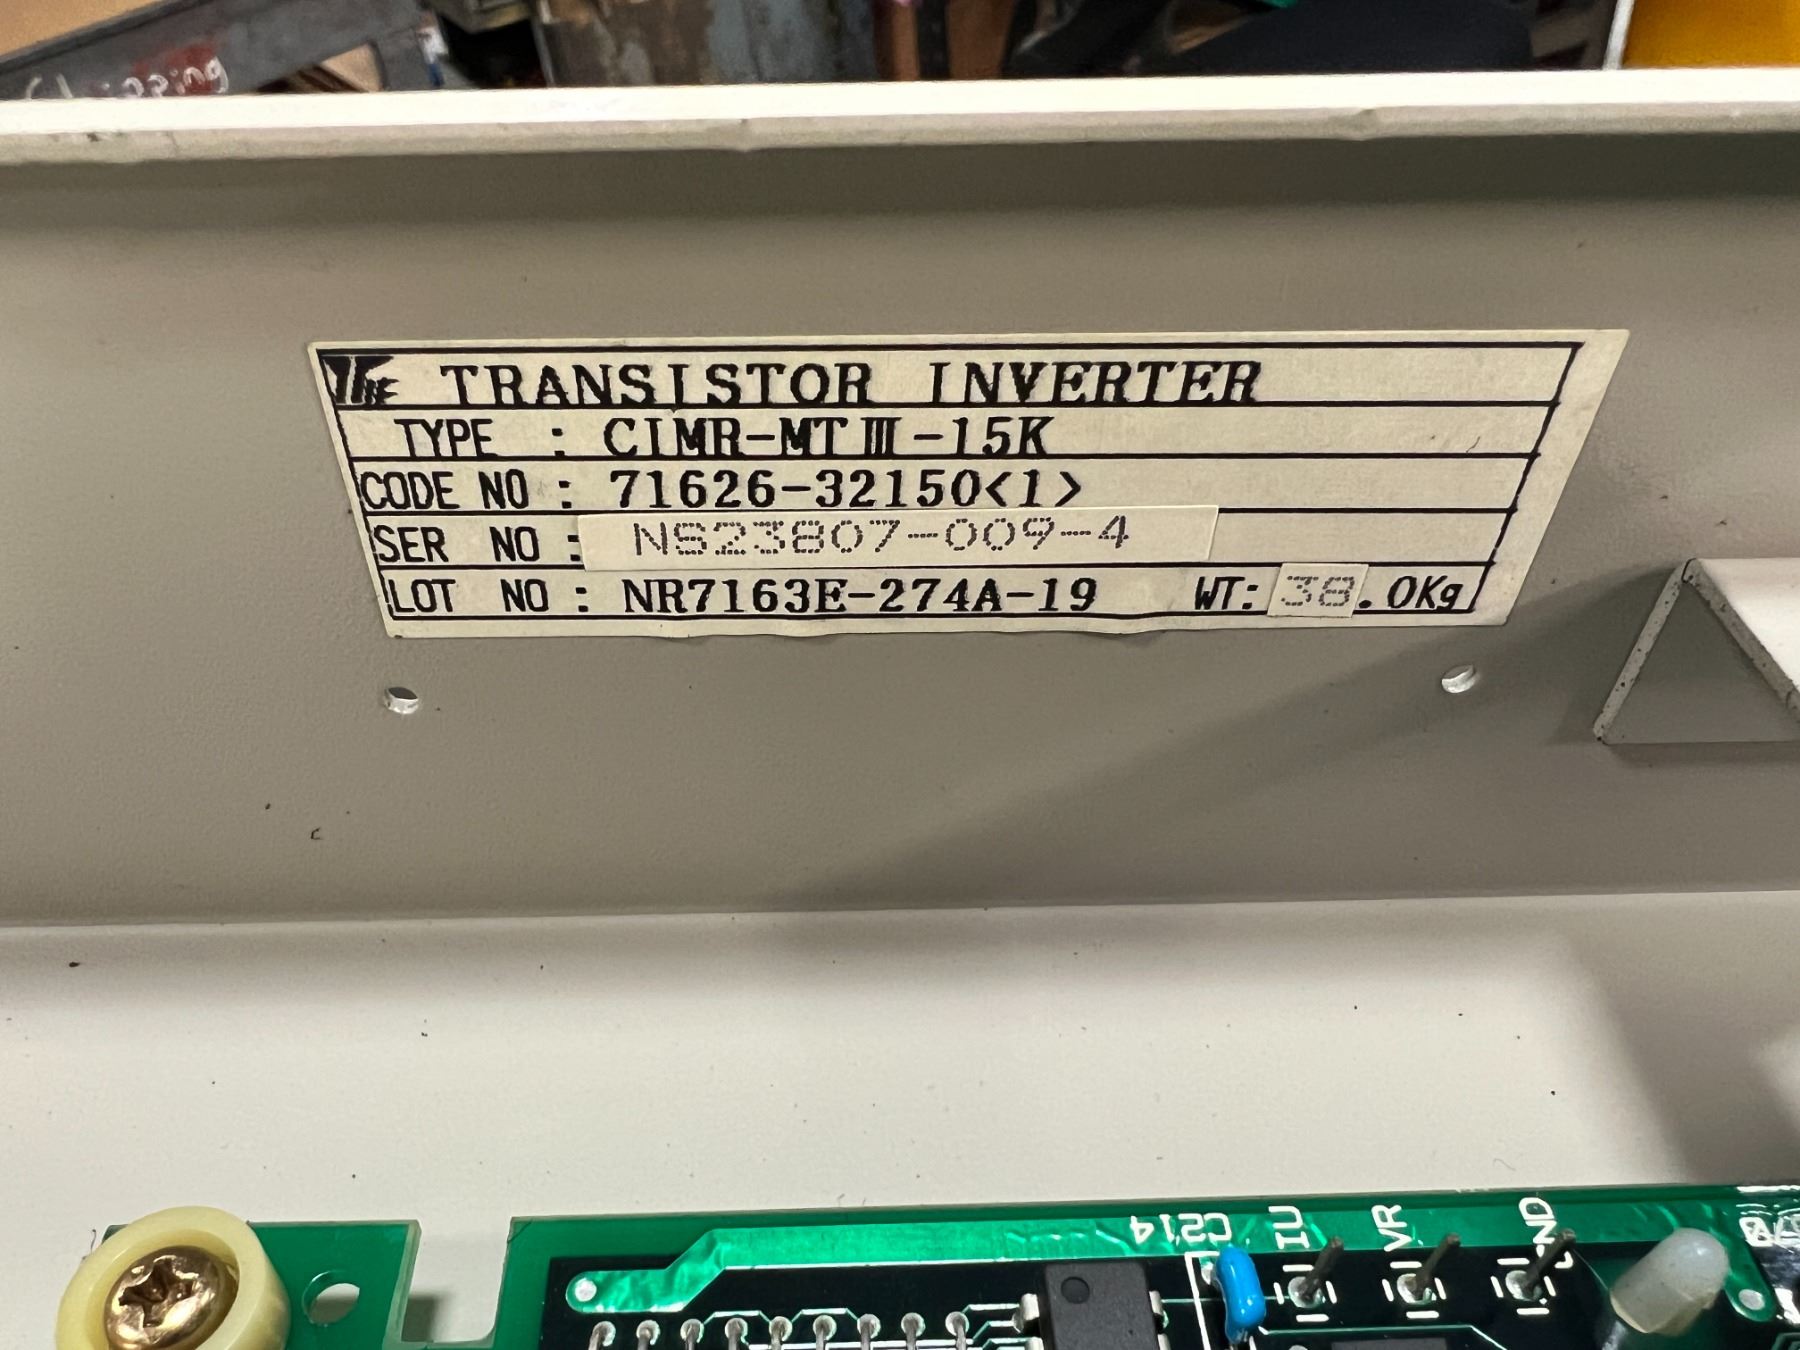 Shipping
TRANSISTOR INVERTER
TYPE : CIMR-MTⅢ-15K
CODE NO : 71626-32150<1>
SER NO : NS23807-009-4
LOT NO : NR7163E-274A-19 WT: 38.0Kg
C214 IU VR